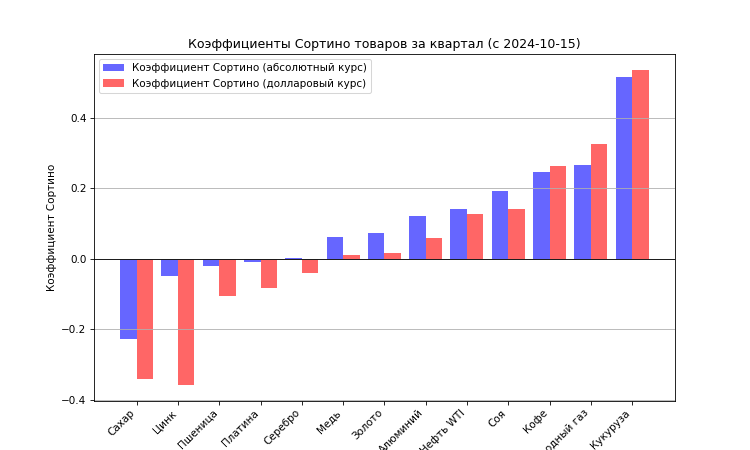 Коэффициенты Сортино товаров за квартал (с 2024-10-15)
Коэффициент Сортино (абсолютный курс)
Коэффициент Сортино (долларовый курс)
Коэффициент Сортино
0.4
0.2
0.0
−0.2
−0.4
Сахар
Цинк
Пшеница
Платина
Серебро
Медь
Золото
Алюминий
Нефть WTI
Соя
Кофе
одный газ
Кукуруза